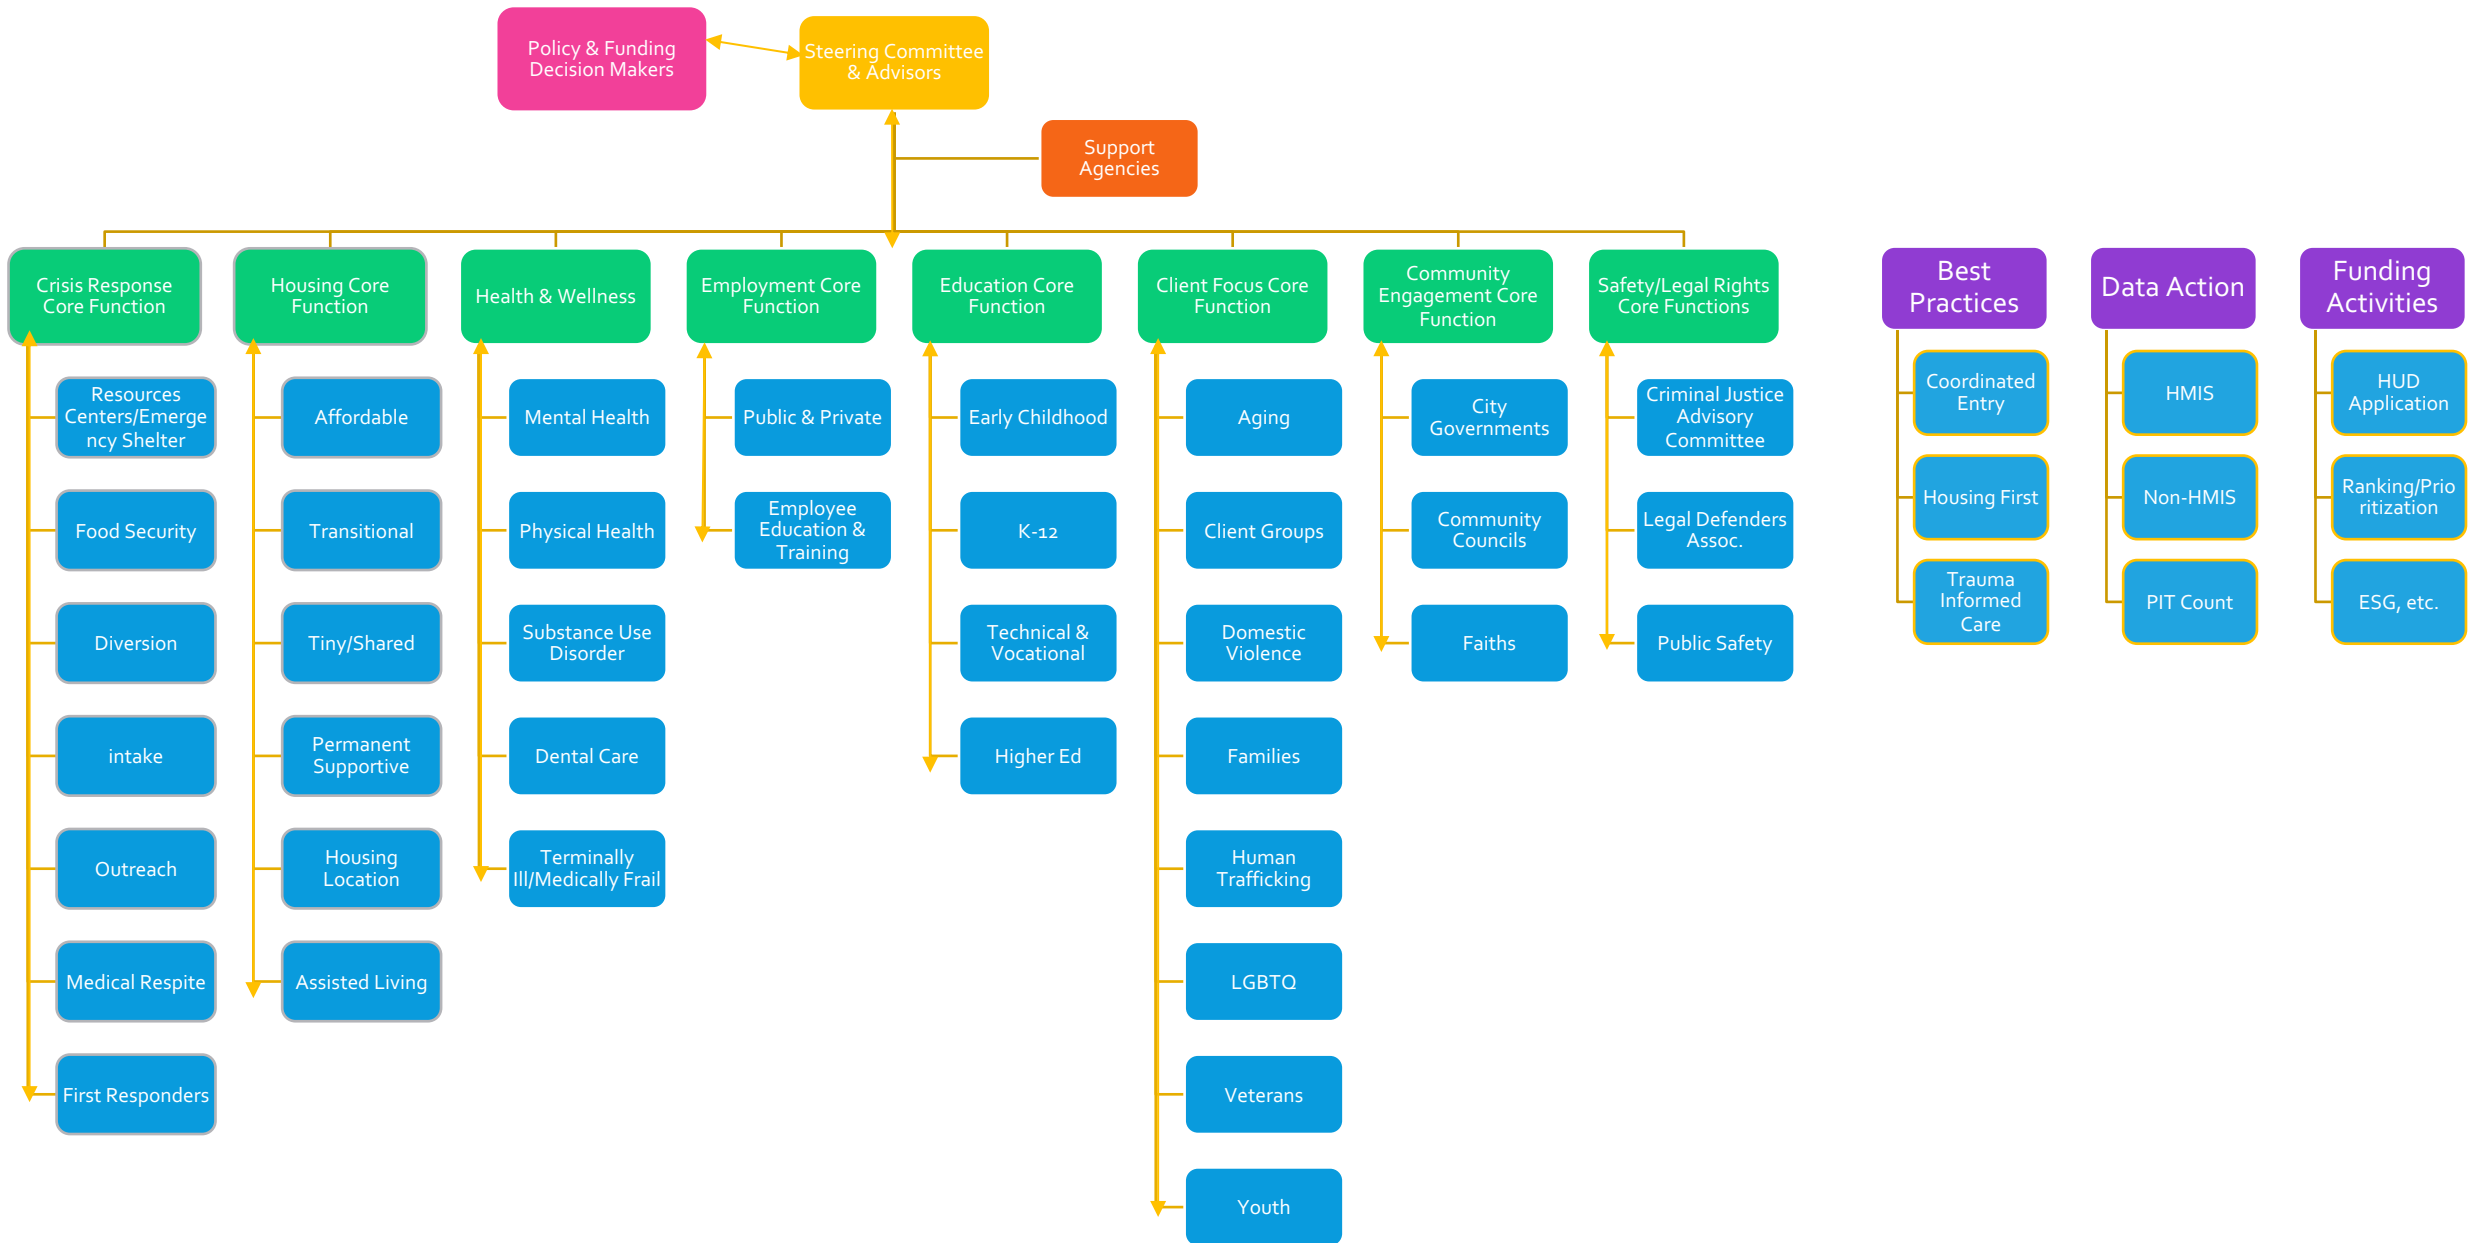 Policy & Funding
Decision Makers
Steering Committee
& Advisors
Support
Agencies
Crisis Response
Core Function
Resources
Centers/Emerge
ncy Shelter
Food Security
Diversion
intake
Outreach
Medical Respite
First Responders
Housing Core
Function
Affordable
Transitional
Tiny/Shared
Permanent
Supportive
Housing
Location
Assisted Living
Health & Wellness
Mental Health
Physical Health
Substance Use
Disorder
Dental Care
Terminally
Ill/Medically Frail
Employment Core
Function
Public & Private
Employee
Education &
Training
Education Core
Function
Early Childhood
K-12
Technical &
Vocational
Higher Ed
Client Focus Core
Function
Aging
Client Groups
Domestic
Violence
Families
Human
Trafficking
LGBTQ
Veterans
Youth
Community
Engagement Core
Function
City
Governments
Community
Councils
Faiths
Safety/Legal Rights
Core Functions
Criminal Justice
Advisory
Committee
Legal Defenders
Assoc.
Public Safety
Best
Practices
Coordinated
Entry
Housing First
Trauma
Informed
Care
Data Action
HMIS
Non-HMIS
PIT Count
Funding
Activities
HUD
Application
Ranking/Prio
ritization
ESG, etc.